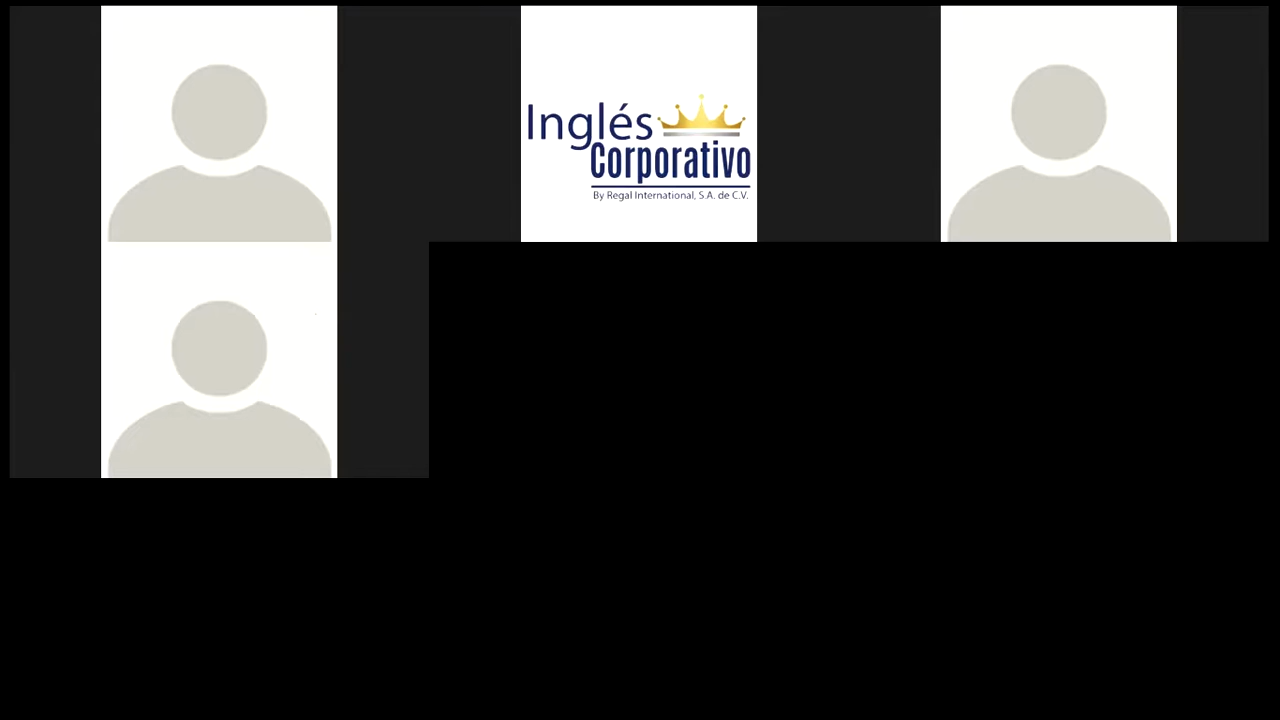 Inglés
Corporativo
By Regal International, S.A. de C.V.